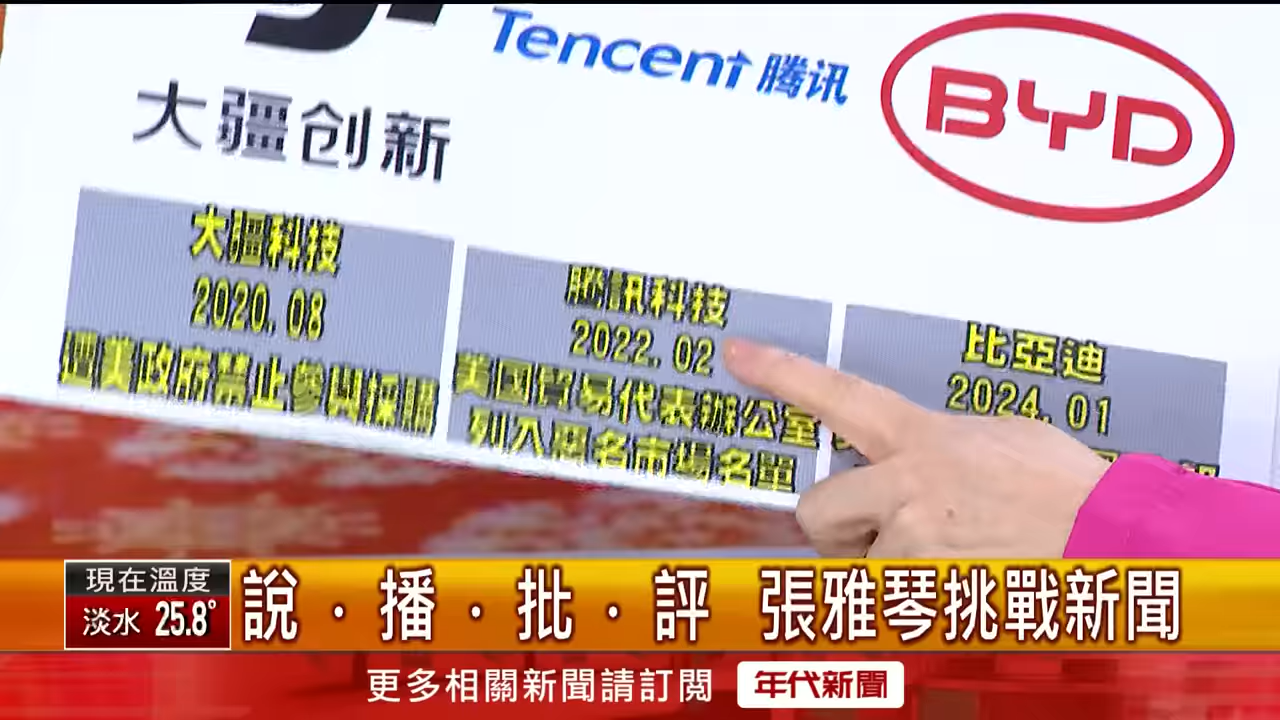 Tencent 腾讯
BYD
大疆创新
大疆科技
2020.08
遭美政府禁止參與採購
騰訊科技
2022.02
美國貿易代表辦公室
列入惡名市場名單
比亞迪
2024.01
現在溫度
淡水 25.8°
說．播．批．評 張雅琴挑戰新聞
更多相關新聞請訂閱 年代新聞